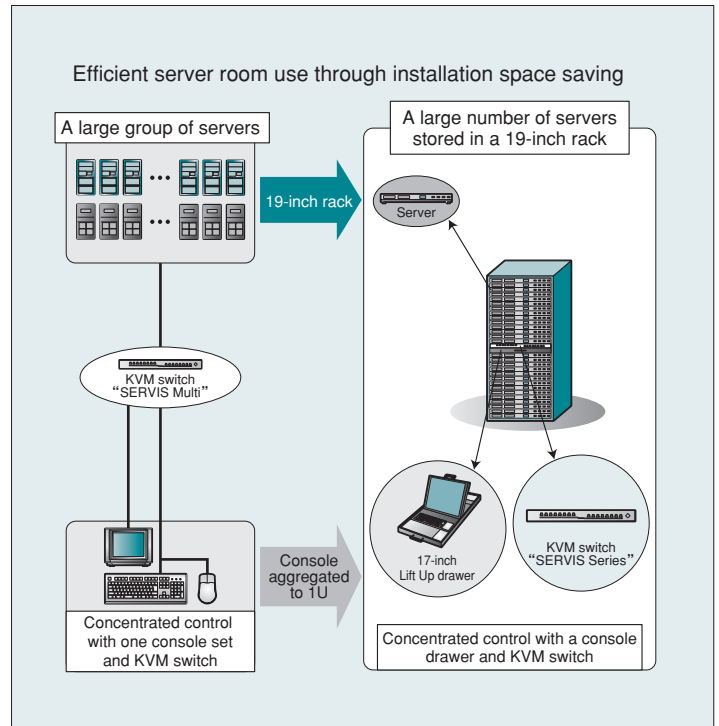 Efficient server room use through installation space saving
A large group of servers
19-inch rack
KVM switch
“SERVIS Multi”
Console
aggregated
to 1U
Concentrated control
with one console set
and KVM switch
A large number of servers
stored in a 19-inch rack
Server
17-inch
Lift Up drawer
KVM switch
“SERVIS Series”
Concentrated control with a console
drawer and KVM switch